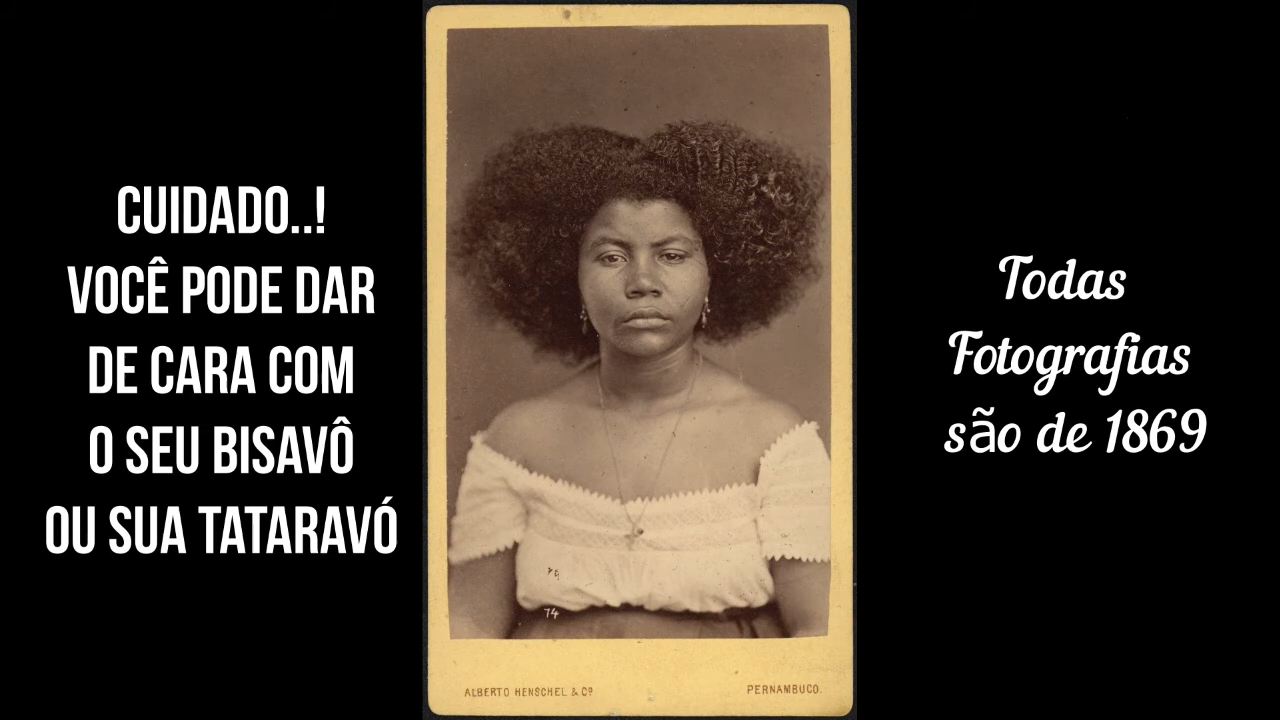 CUIDADO..!
VOCÊ PODE DAR
DE CARA COM
O SEU BISAVÔ
OU SUA TATARAVÓ
74
ALBERTO HENSCHEL & Cº
PERNAMBUCO.
Todas
Fotografias
são de 1869